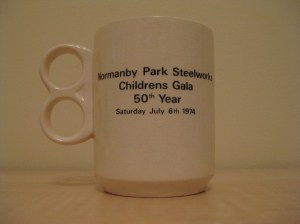 Normanby Park Steelworks
Childrens Gala
50th Year
Saturday July 6th 1974